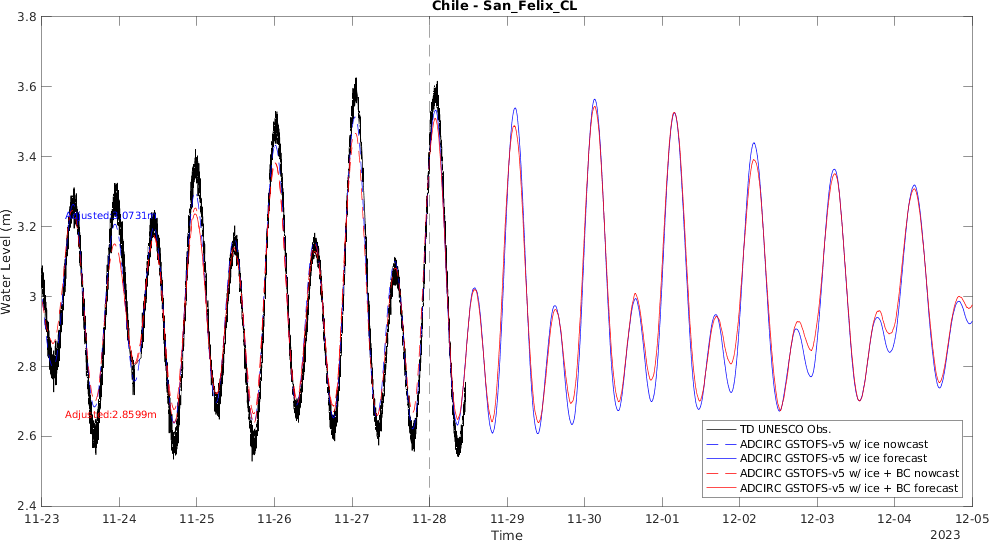 Chile - San_Felix_CL
3.8
3.6
3.4
3.2
3
2.8
2.6
2.4
Water Level (m)
Adjusted:2.8599m
TD UNESCO Obs.
ADCIRC GSTOFS-v5 w/ ice nowcast
ADCIRC GSTOFS-v5 w/ ice forecast
ADCIRC GSTOFS-v5 w/ ice + BC nowcast
ADCIRC GSTOFS-v5 w/ ice + BC forecast
11-23 11-24 11-25 11-26 11-27 11-28 11-29 11-30 12-01 12-02 12-03 12-04 12-05
Time
2023